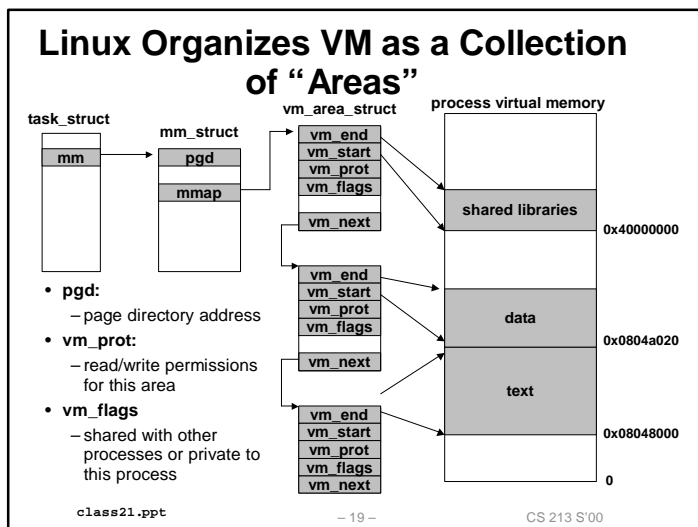 Linux Organizes VM as a Collection
of “Areas”
task_struct
mm
mm_struct
pgd
mmap
vm_area_struct
vm_end
vm_start
vm_prot
vm_flags
vm_next
vm_end
vm_start
vm_prot
vm_flags
vm_next
vm_end
vm_start
vm_prot
vm_flags
vm_next
process virtual memory
shared libraries
0x40000000
data
0x0804a020
text
0x08048000
0
• pgd:
– page directory address
• vm_prot:
– read/write permissions
for this area
• vm_flags
– shared with other
processes or private to
this process
class21.ppt
– 19 –
CS 213 S’00